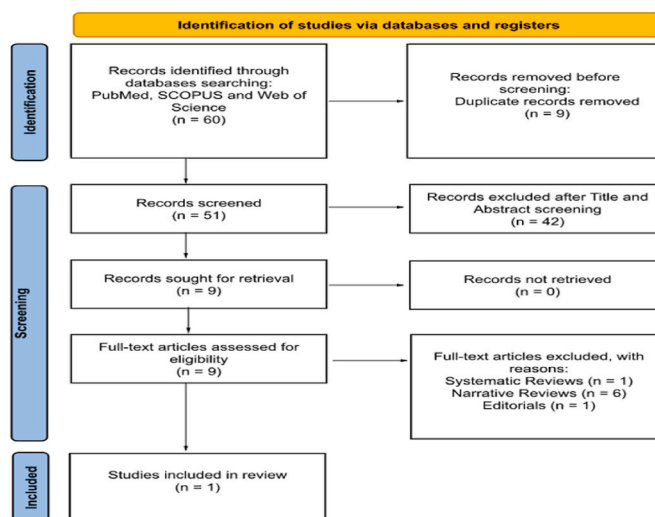 Identification of studies via databases and registers
Identification
Records identified through
databases searching:
PubMed, SCOPUS and Web of
Science
(n = 60)
Records removed before
screening:
Duplicate records removed
(n = 9)
Screening
Records screened
(n = 51)
Records excluded after Title and
Abstract screening
(n = 42)
Records sought for retrieval
(n = 9)
Records not retrieved
(n = 0)
Full-text articles assessed for
eligibility
(n = 9)
Full-text articles excluded, with
reasons:
Systematic Reviews (n = 1)
Narrative Reviews (n = 6)
Editorials (n = 1)
Included
Studies included in review
(n = 1)